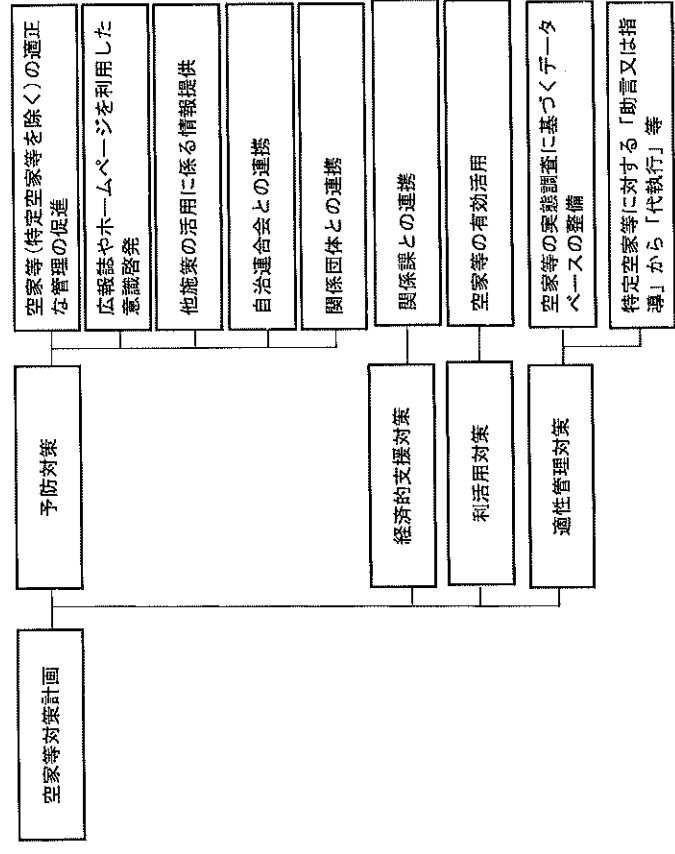 空家等対策計画
予防対策
空家等(特定空家等を除く)の適正
な管理の促進
広報誌やホームページを利用した
意識啓発
他施策の活用に係る情報提供
自治連合会との連携
関係団体との連携
経済的支援対策
関係課との連携
利活用対策
空家等の有効活用
適性管理対策
空家等の実態調査に基づくデータ
ベースの整備
特定空家等に対する「助言又は指
導」から「代執行」等